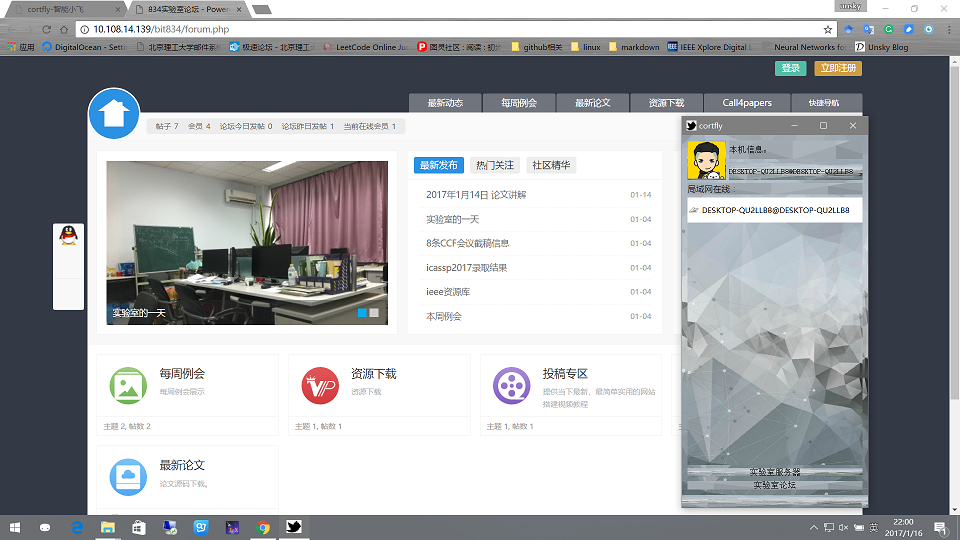 unsky
cortfly-智能小飞
834实验室论坛 - Power
10.108.14.139/bit834/forum.php
应用
DigitalOcean - Setta
北京理工大学邮件系
极速论坛 - 北京理工
LeetCode Online Ju
图灵社区 : 阅读 : 初
github相关
linux
markdown
IEEE Xplore Digital L
Neural Networks for
Unsky Blog
登录
立即注册
最新动态
每周例会
最新论文
资源下载
Call4papers
快捷导航
帖子 7 会员 4 论坛今日发帖 0 论坛昨日发帖 1 当前在线会员 1
实验室的一天
最新发布
热门关注
社区精华
2017年1月14日 论文讲解 01-14
实验室的一天 01-04
8条CCF会议截稿信息 01-04
icassp2017录取结果 01-04
ieee资源库 01-04
本周例会 01-04
每周例会
每周例会展示
主题 2, 帖数 2
资源下载
资源下载
主题 1, 帖数 1
投稿专区
提供当下最新、最简单实用的网站
搭建视频教程
主题 1, 帖数 1
最新论文
论文源码下载。
cortfly
本机信息。
DESKTOP-QU2LLB8@DESKTOP-QU2LLB8
局域网在线：
DESKTOP-QU2LLB8@DESKTOP-QU2LLB8
实验室服务器
实验室论坛
英
22:00
2017/1/16